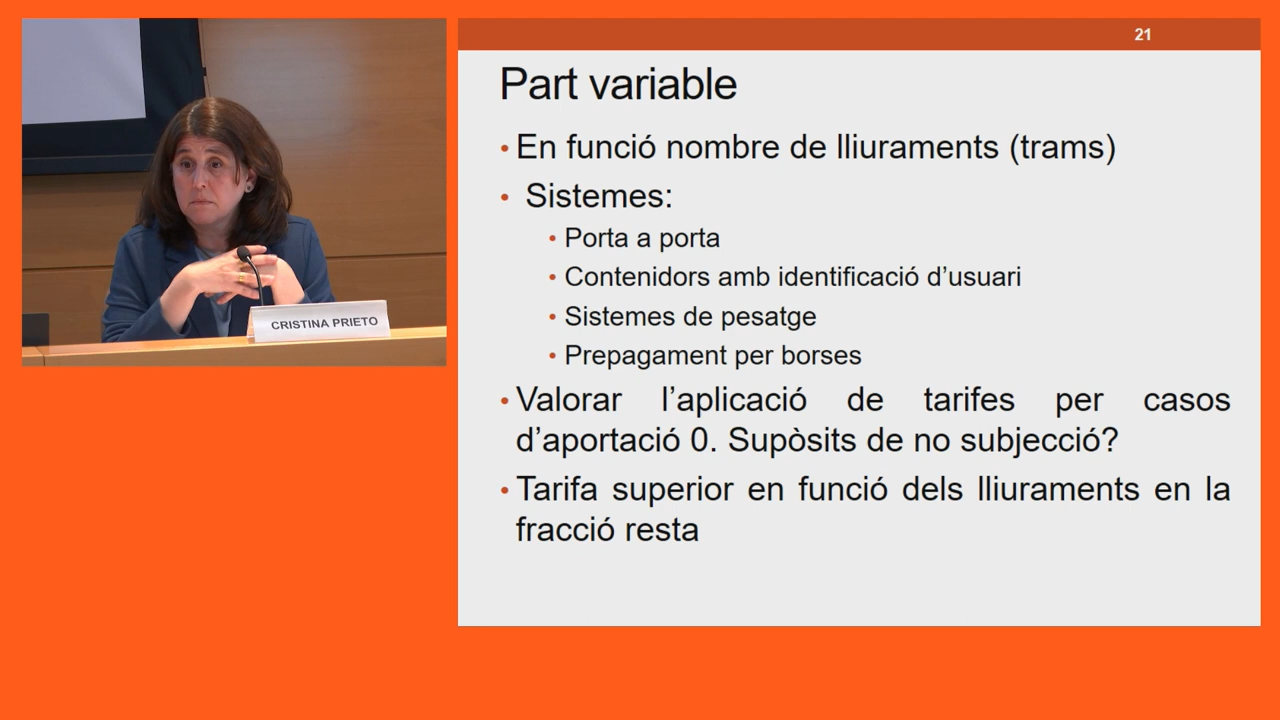 CRISTINA PRIETO
21
Part variable
• En funció nombre de lliuraments (trams)
• Sistemes:
• Porta a porta
• Contenidors amb identificació d’usuari
• Sistemes de pesatge
• Prepagament per borses
• Valorar l’aplicació de tarifes per casos
d’aportació 0. Supòsits de no subjecció?
• Tarifa superior en funció dels lliuraments en la
fracció resta